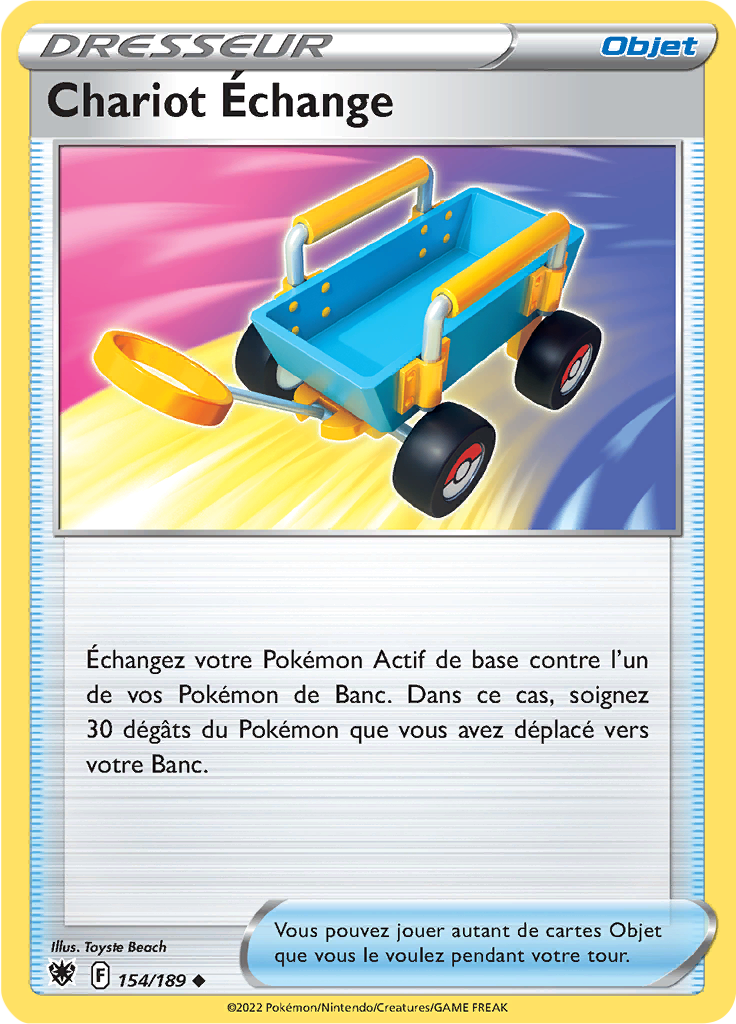 DRESSEUR
Objet
Chariot Échange
Échangez votre Pokémon Actif de base contre l'un
de vos Pokémon de Banc. Dans ce cas, soignez
30 dégâts du Pokémon que vous avez déplacé vers
votre Banc.
Vous pouvez jouer autant de cartes Objet
que vous le voulez pendant votre tour.
Illus. Toyste Beach
F 154/189
©2022 Pokémon/Nintendo/Creatures/GAME FREAK